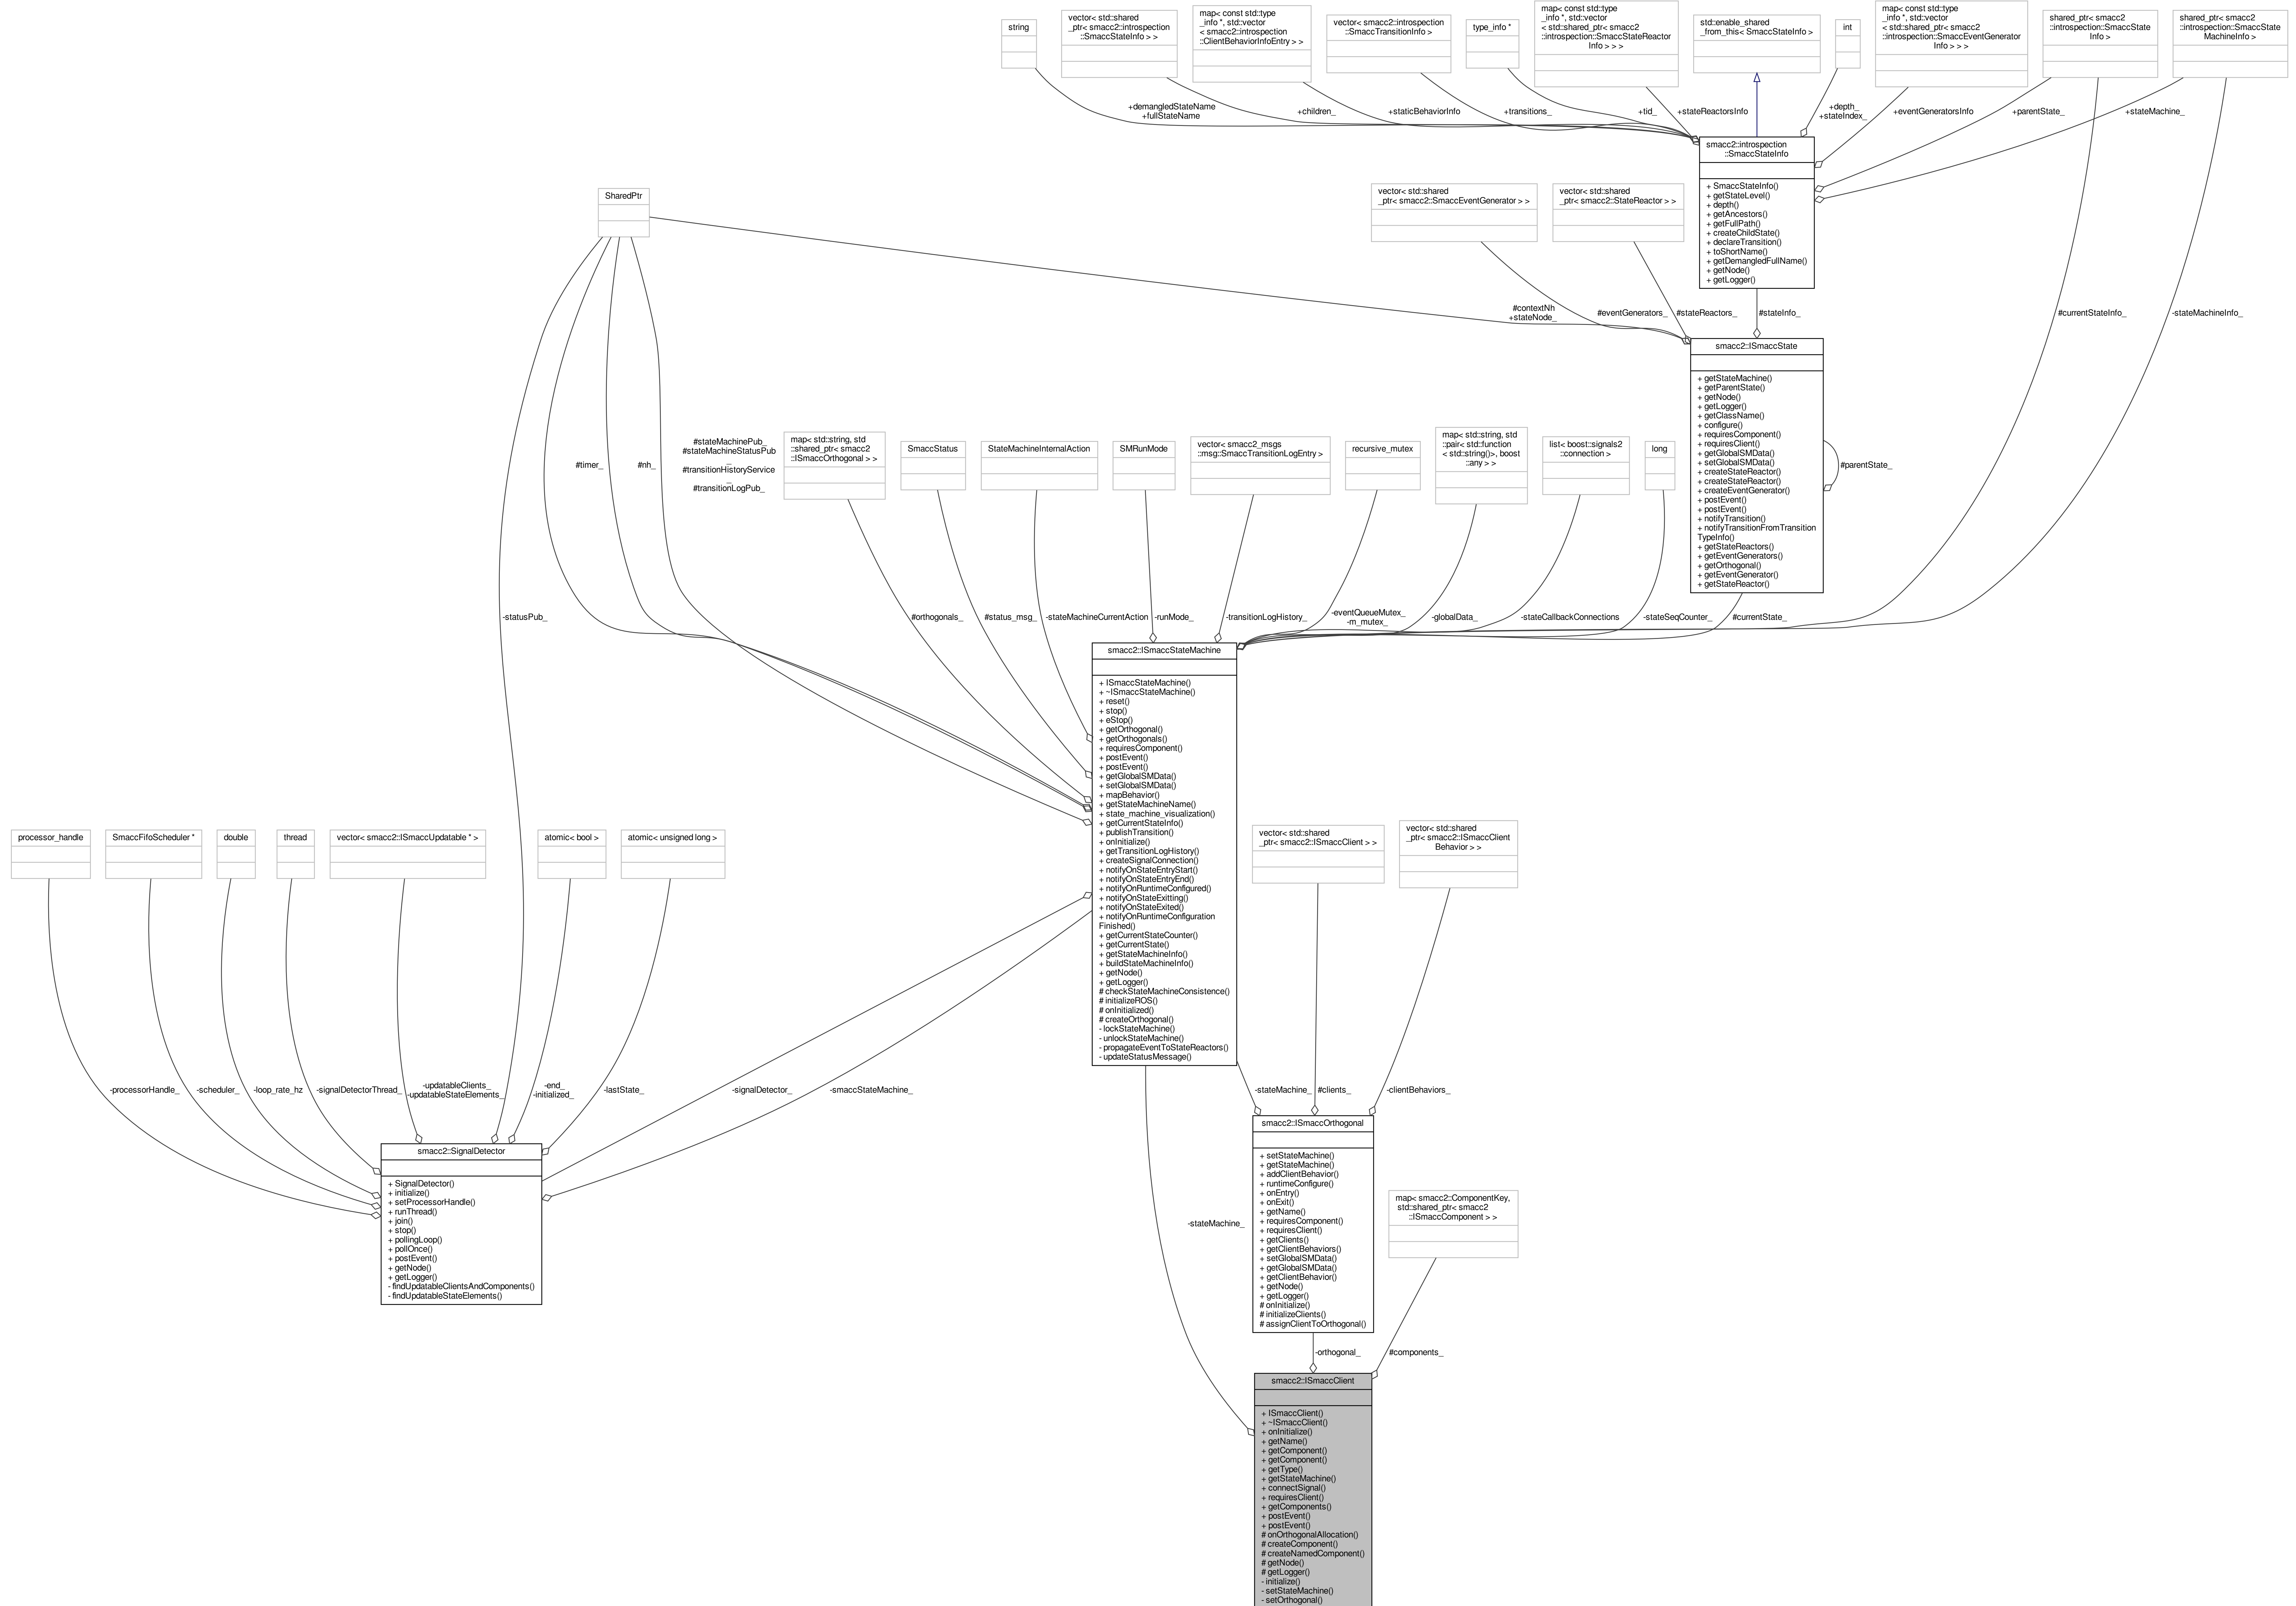 string
vector< std::shared
_ptr< smacc2::introspection
::SmaccStateInfo > >
map< const std::type
_info *, std::vector
< smacc2::introspection
::ClientBehaviorInfoEntry > >
vector< smacc2::introspection
::SmaccTransitionInfo >
type_info *
map< const std::type
_info *, std::vector
< std::shared_ptr< smacc2
::introspection::SmaccStateReactor
Info > > >
std::enable_shared
_from_this< SmaccStateInfo >
int
map< const std::type
_info *, std::vector
< std::shared_ptr< smacc2
::introspection::SmaccEventGenerator
Info > > >
shared_ptr< smacc2
::introspection::SmaccState
Info >
shared_ptr< smacc2
::introspection::SmaccState
MachineInfo >
+demangledStateName
+fullStateName
+children_
+staticBehaviorInfo
+transitions_
+tid_
+stateReactorsInfo
+depth_
+stateIndex_
+eventGeneratorsInfo
+parentState_
+stateMachine_
smacc2::introspection
::SmaccStateInfo
+ SmaccStateInfo()
+ getStateLevel()
+ depth()
+ getAncestors()
+ getFullPath()
+ createChildState()
+ declareTransition()
+ toShortName()
+ getDemangledFullName()
+ getNode()
+ getLogger()
SharedPtr
vector< std::shared
_ptr< smacc2::SmaccEventGenerator > >
vector< std::shared
_ptr< smacc2::StateReactor > >
#contextNh
+stateNode_
#eventGenerators_
#stateReactors_
#stateInfo_
#currentStateInfo_
-stateMachineInfo_
smacc2::ISmaccState
+ getStateMachine()
+ getParentState()
+ getNode()
+ getLogger()
+ getClassName()
+ configure()
+ requiresComponent()
+ requiresClient()
+ getGlobalSMData()
+ setGlobalSMData()
+ createStateReactor()
+ createStateReactor()
+ createEventGenerator()
+ postEvent()
+ postEvent()
+ notifyTransition()
+ notifyTransitionFromTransition
TypeInfo()
+ getStateReactors()
+ getEventGenerators()
+ getOrthogonal()
+ getEventGenerator()
+ getStateReactor()
#parentState_
#timer_
#nh_
#stateMachinePub_
#stateMachineStatusPub
_
#transitionHistoryService
_
#transitionLogPub_
map< std::string, std
::shared_ptr< smacc2
::ISmaccOrthogonal > >
SmaccStatus
StateMachineInternalAction
SMRunMode
vector< smacc2_msgs
::msg::SmaccTransitionLogEntry >
recursive_mutex
map< std::string, std
::pair< std::function
< std::string()>, boost
::any > >
list< boost::signals2
::connection >
long
-statusPub_
#orthogonals_
#status_msg_
-stateMachineCurrentAction
-runMode_
-transitionLogHistory_
-eventQueueMutex_
-m_mutex_
-globalData_
-stateCallbackConnections
-stateSeqCounter_
#currentState_
smacc2::ISmaccStateMachine
+ ISmaccStateMachine()
+ ~ISmaccStateMachine()
+ reset()
+ stop()
+ eStop()
+ getOrthogonal()
+ getOrthogonals()
+ requiresComponent()
+ postEvent()
+ postEvent()
+ getGlobalSMData()
+ setGlobalSMData()
+ mapBehavior()
+ getStateMachineName()
+ state_machine_visualization()
+ getCurrentStateInfo()
+ publishTransition()
+ onInitialize()
+ getTransitionLogHistory()
+ createSignalConnection()
+ notifyOnStateEntryStart()
+ notifyOnStateEntryEnd()
+ notifyOnRuntimeConfigured()
+ notifyOnStateExitting()
+ notifyOnStateExited()
+ notifyOnRuntimeConfiguration
Finished()
+ getCurrentStateCounter()
+ getCurrentState()
+ getStateMachineInfo()
+ buildStateMachineInfo()
+ getNode()
+ getLogger()
# checkStateMachineConsistence()
# initializeROS()
# onInitialized()
# createOrthogonal()
- lockStateMachine()
- unlockStateMachine()
- propagateEventToStateReactors()
- updateStatusMessage()
processor_handle
SmaccFifoScheduler *
double
thread
vector< smacc2::ISmaccUpdatable * >
atomic< bool >
atomic< unsigned long >
vector< std::shared
_ptr< smacc2::ISmaccClient > >
vector< std::shared
_ptr< smacc2::ISmaccClient
Behavior > >
-processorHandle_
-scheduler_
-loop_rate_hz
-signalDetectorThread_
-updatableClients_
-updatableStateElements_
-end_
-initialized_
-lastState_
-signalDetector_
-smaccStateMachine_
-stateMachine_
#clients_
-clientBehaviors_
smacc2::SignalDetector
+ SignalDetector()
+ initialize()
+ setProcessorHandle()
+ runThread()
+ join()
+ stop()
+ pollingLoop()
+ pollOnce()
+ postEvent()
+ getNode()
+ getLogger()
- findUpdatableClientsAndComponents()
- findUpdatableStateElements()
smacc2::ISmaccOrthogonal
+ setStateMachine()
+ getStateMachine()
+ addClientBehavior()
+ runtimeConfigure()
+ onEntry()
+ onExit()
+ getName()
+ requiresComponent()
+ requiresClient()
+ getClients()
+ getClientBehaviors()
+ setGlobalSMData()
+ getGlobalSMData()
+ getClientBehavior()
+ getNode()
+ getLogger()
# onInitialize()
# initializeClients()
# assignClientToOrthogonal()
map< smacc2::ComponentKey,
std::shared_ptr< smacc2
::ISmaccComponent > >
-stateMachine_
-orthogonal_
#components_
smacc2::ISmaccClient
+ ISmaccClient()
+ ~ISmaccClient()
+ onInitialize()
+ getName()
+ getComponent()
+ getComponent()
+ getType()
+ getStateMachine()
+ connectSignal()
+ requiresClient()
+ getComponents()
+ postEvent()
+ postEvent()
# onOrthogonalAllocation()
# createComponent()
# createNamedComponent()
# getNode()
# getLogger()
- initialize()
- setStateMachine()
- setOrthogonal()